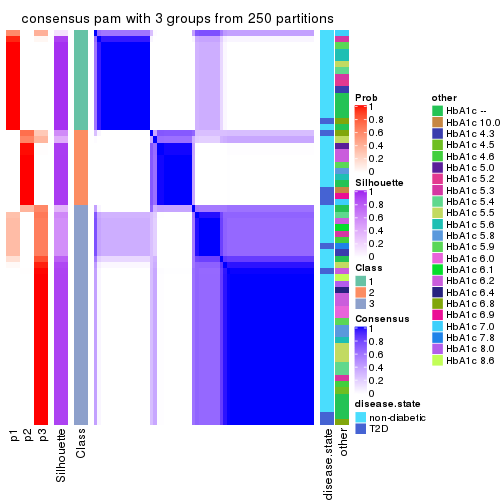 consensus pam with 3 groups from 250 partitions
Prob
1
0.8
0.6
0.4
0.2
0
Silhouette
1
0.8
0.6
0.4
0.2
0
Class
1
2
3
Consensus
1
0.8
0.6
0.4
0.2
0
disease.state
non-diabetic
T2D
other
HbA1c --
HbA1c 10.0
HbA1c 4.3
HbA1c 4.5
HbA1c 4.6
HbA1c 5.0
HbA1c 5.2
HbA1c 5.3
HbA1c 5.4
HbA1c 5.5
HbA1c 5.6
HbA1c 5.8
HbA1c 5.9
HbA1c 6.0
HbA1c 6.1
HbA1c 6.2
HbA1c 6.4
HbA1c 6.8
HbA1c 6.9
HbA1c 7.0
HbA1c 7.8
HbA1c 8.0
HbA1c 8.6
p1
p2
p3
Silhouette
Class
disease.state
other